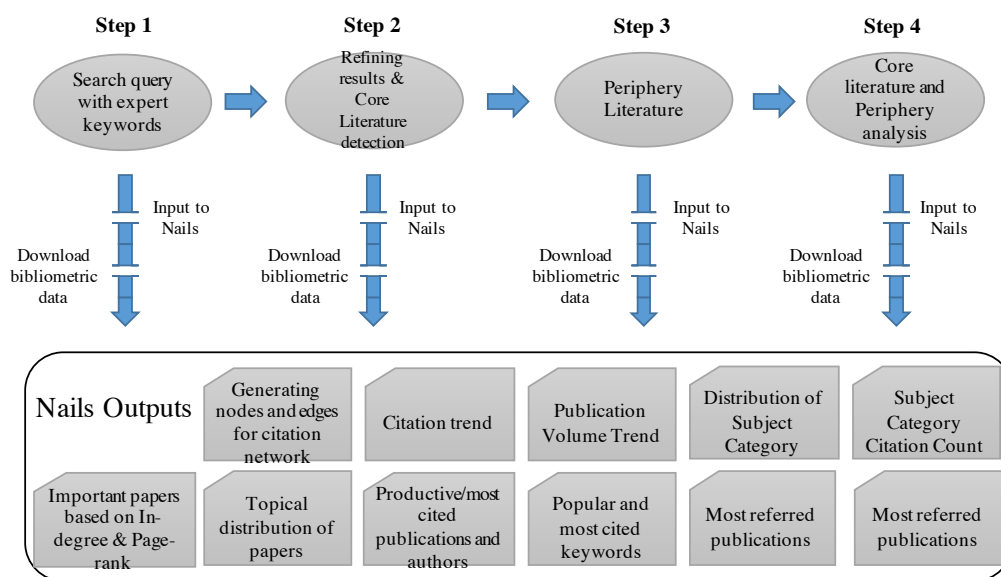 Step 1
Step 2
Step 3
Step 4
Search query
with expert
keywords
Refining
results &
Core
Literature
detection
Periphery
Literature
Core
literature and
Periphery
analysis
Input to
Nails
Download
bibliometric
data
Input to
Nails
Download
bibliometric
data
Input to
Nails
Download
bibliometric
data
Input to
Nails
Download
bibliometric
data
Nails Outputs
Generating
nodes and edges
for citation
network
Citation trend
Publication
Volume Trend
Distribution of
Subject
Category
Subject
Category
Citation Count
Important papers
based on In-
degree & Page-
rank
Topical
distribution of
papers
Productive/most
cited
publications and
authors
Popular and
most cited
keywords
Most referred
publications
Most referred
publications